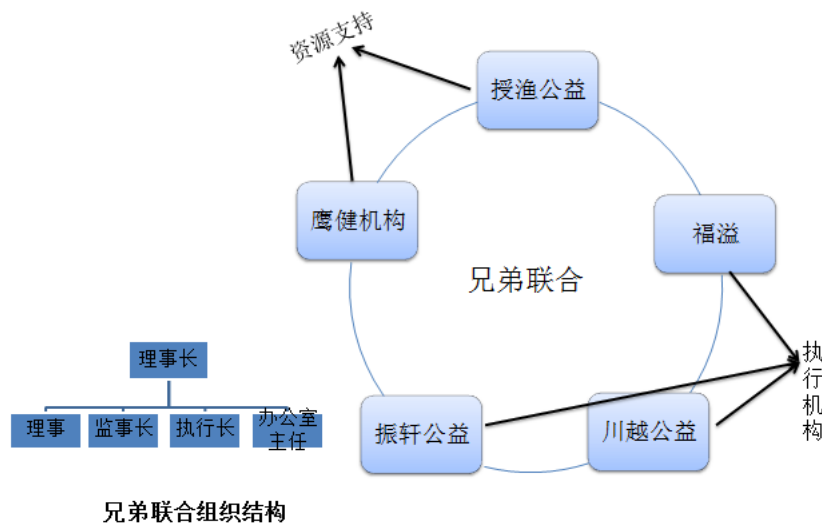 资源支持
授渔公益
鹰健机构
福溢
兄弟联合
执行机构
振轩公益
川越公益
理事长
理事
监事长
执行长
办公室
主任
兄弟联合组织结构